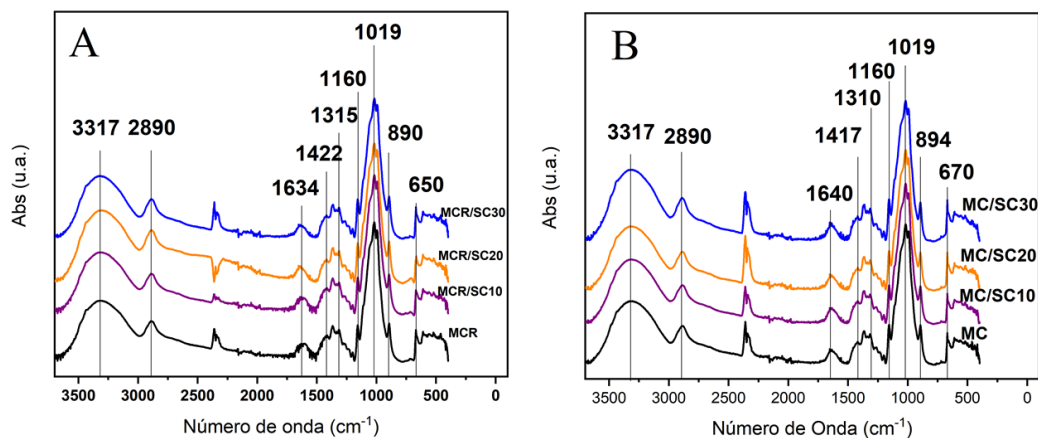 A
1019
1160
1315
3317
2890
890
1422
1634
650
MCR/SC30
MCR/SC20
MCR/SC10
MCR
Abs (u.a.)
3500 3000 2500 2000 1500 1000 500 0
Número de onda (cm-1)
B
1019
1160
1310
3317
2890
1417
894
1640
670
MC/SC30
MC/SC20
MC/SC10
MC
Abs (u.a.)
3500 3000 2500 2000 1500 1000 500 0
Número de Onda (cm-1)